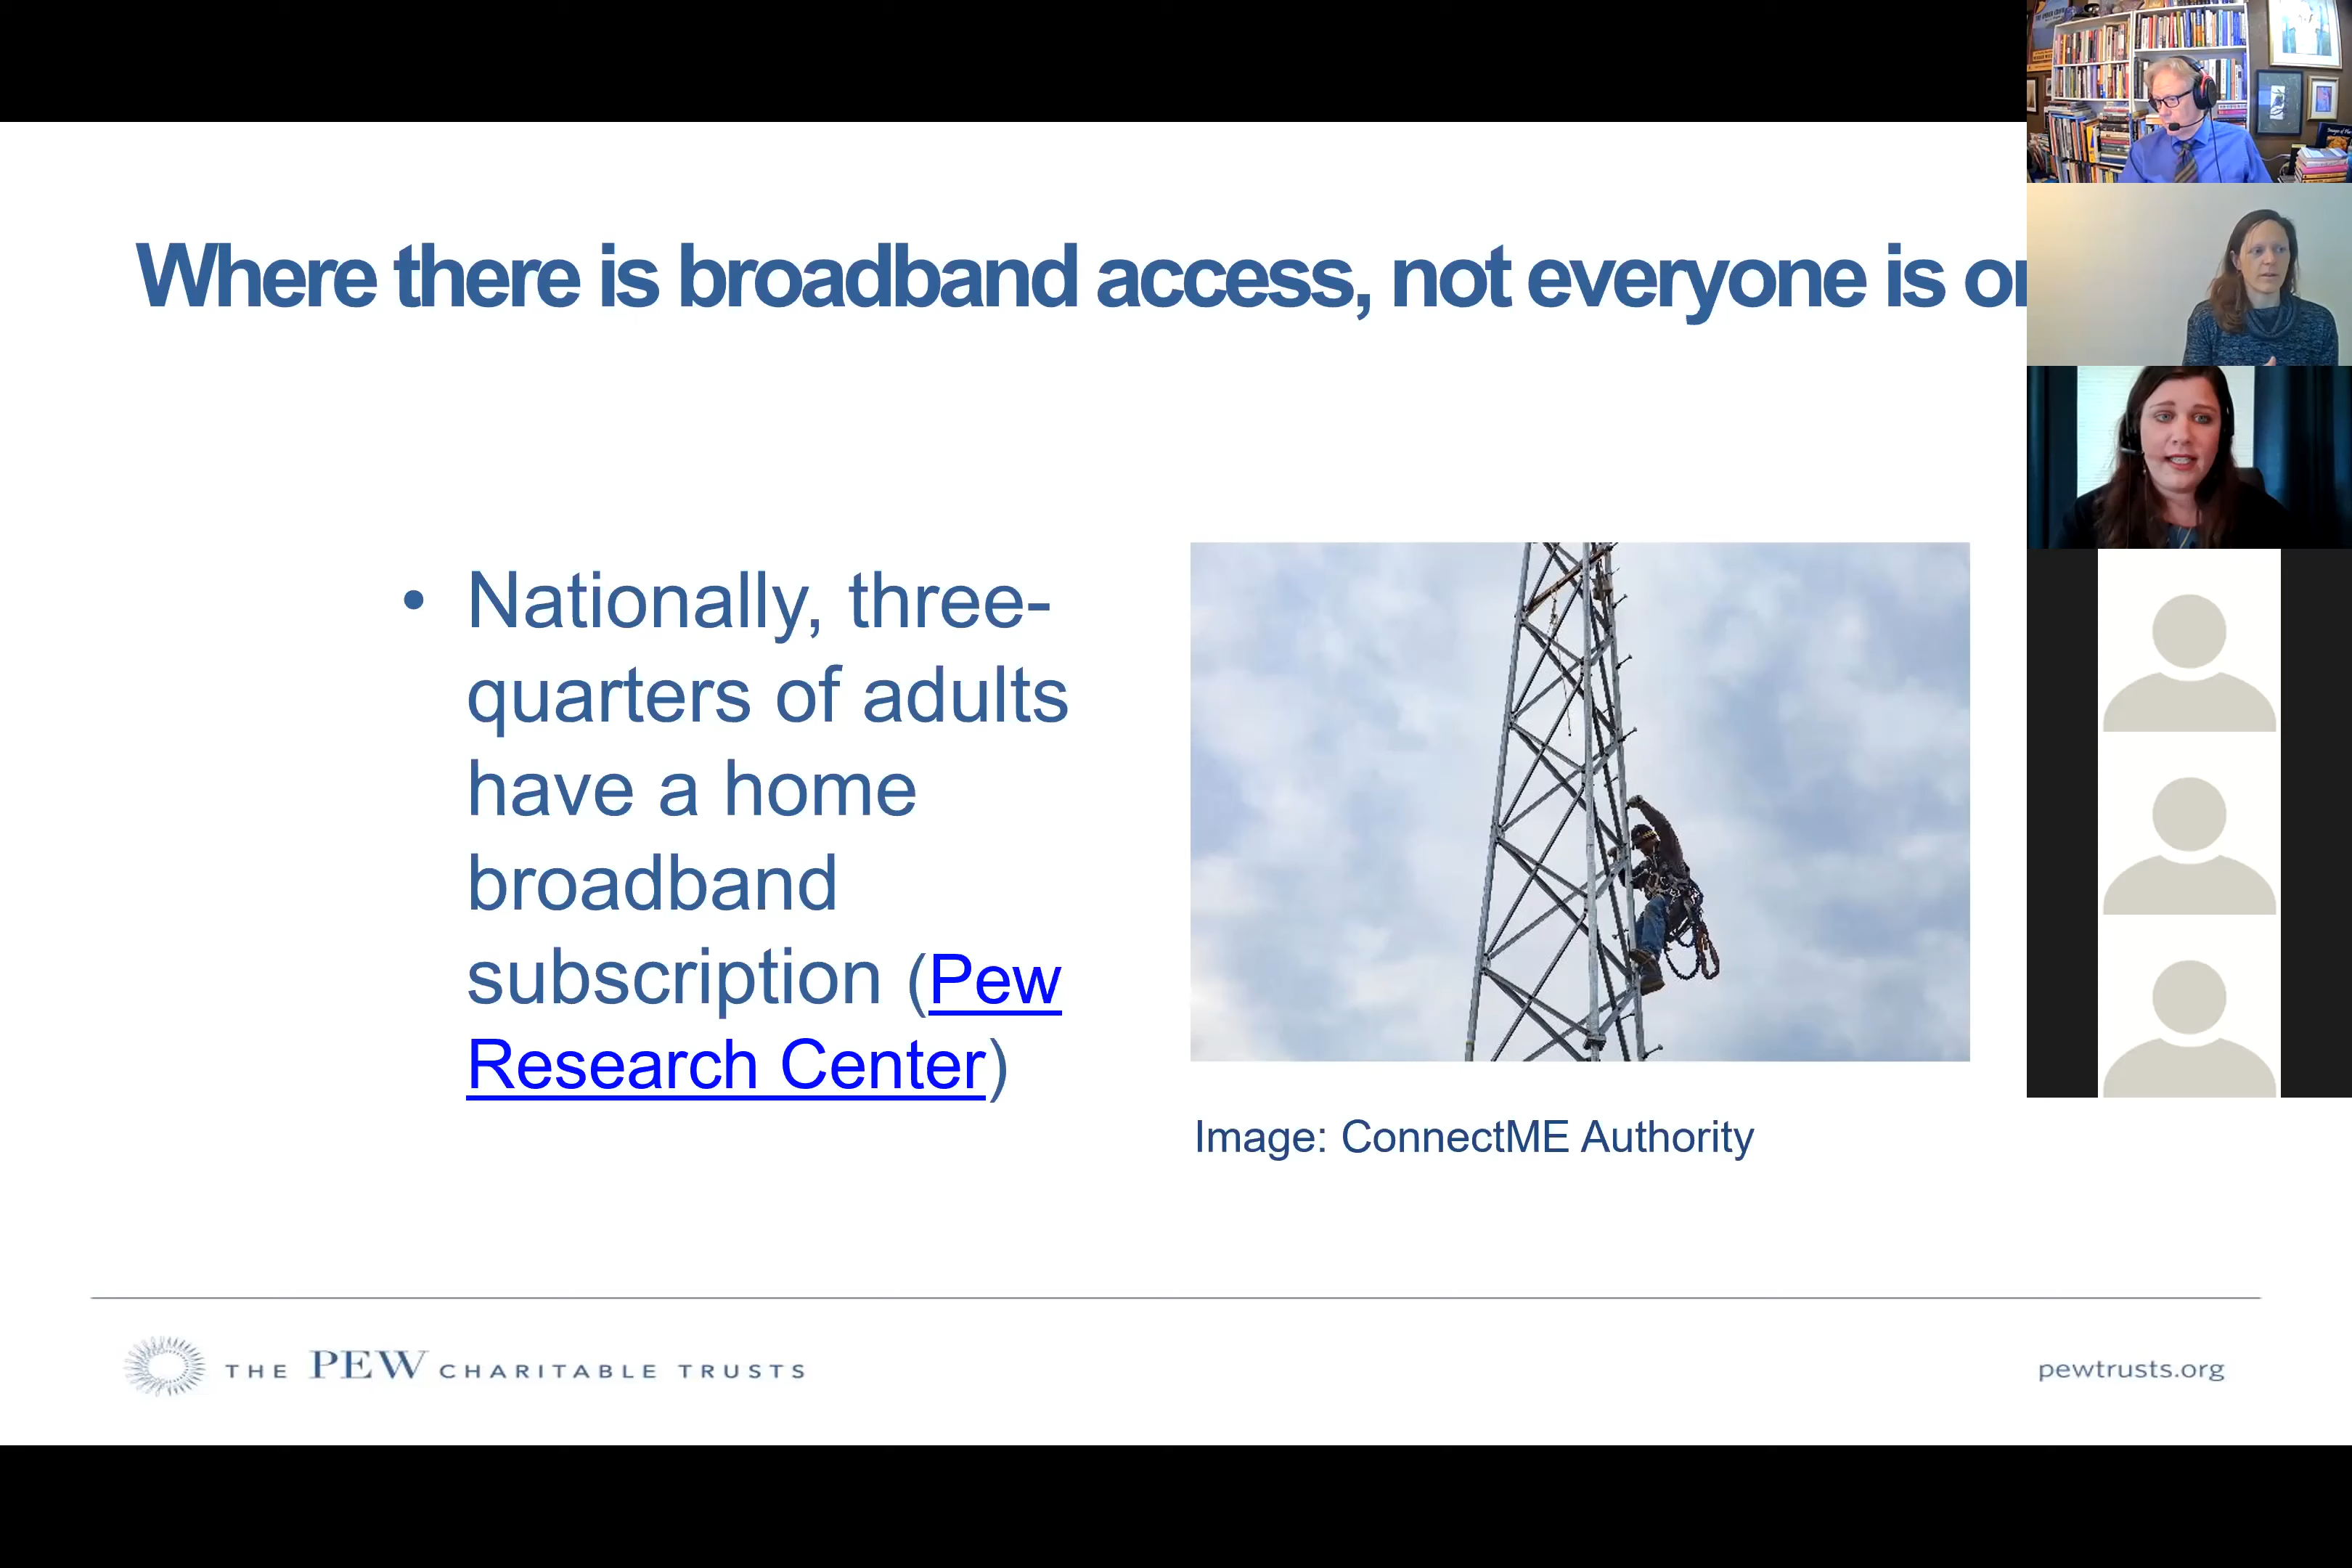 Where there is broadband access, not everyone is
• Nationally, three-
quarters of adults
have a home
broadband
subscription (Pew
Research Center)
Image: ConnectME Authority
THE PEW CHARITABLE TRUSTS
pewtrusts.org